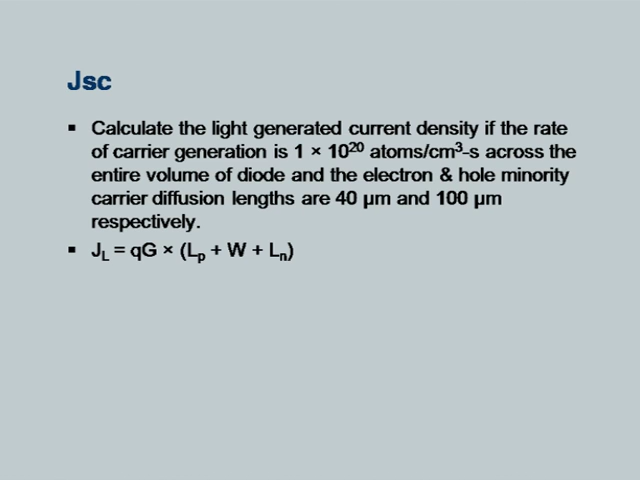 Jsc
▪ Calculate the light generated current density if the rate
of carrier generation is 1 × 10²⁰ atoms/cm³-s across the
entire volume of diode and the electron & hole minority
carrier diffusion lengths are 40 µm and 100 µm
respectively.
▪ J_L = qG × (L_p + W + L_n)